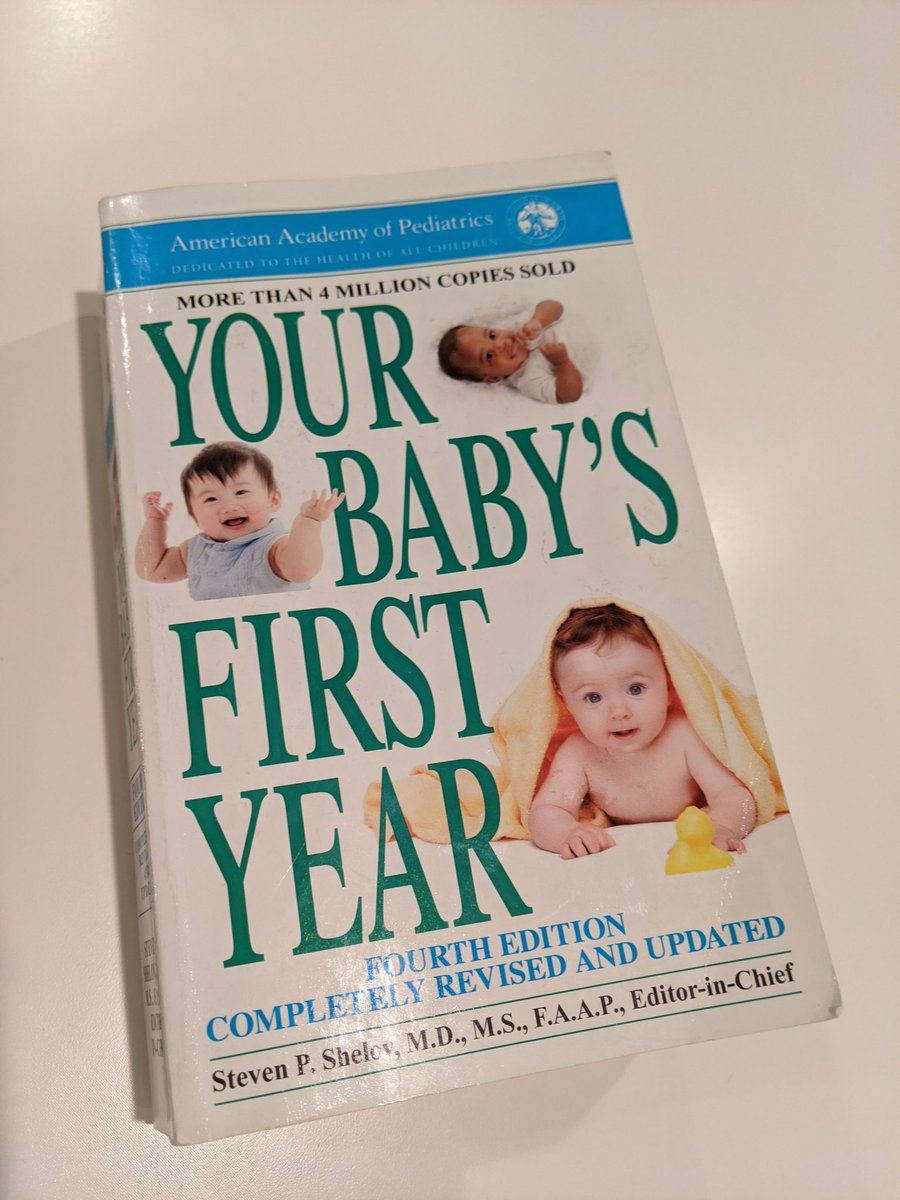 American Academy of Pediatrics
DEDICATED TO THE HEALTH OF ALL CHILDREN
MORE THAN 4 MILLION COPIES SOLD
YOUR
BABY'S
FIRST
YEAR
FOURTH EDITION
COMPLETELY REVISED AND UPDATED
Steven P. Shelov, M.D., M.S., F.A.A.P., Editor-in-Chief